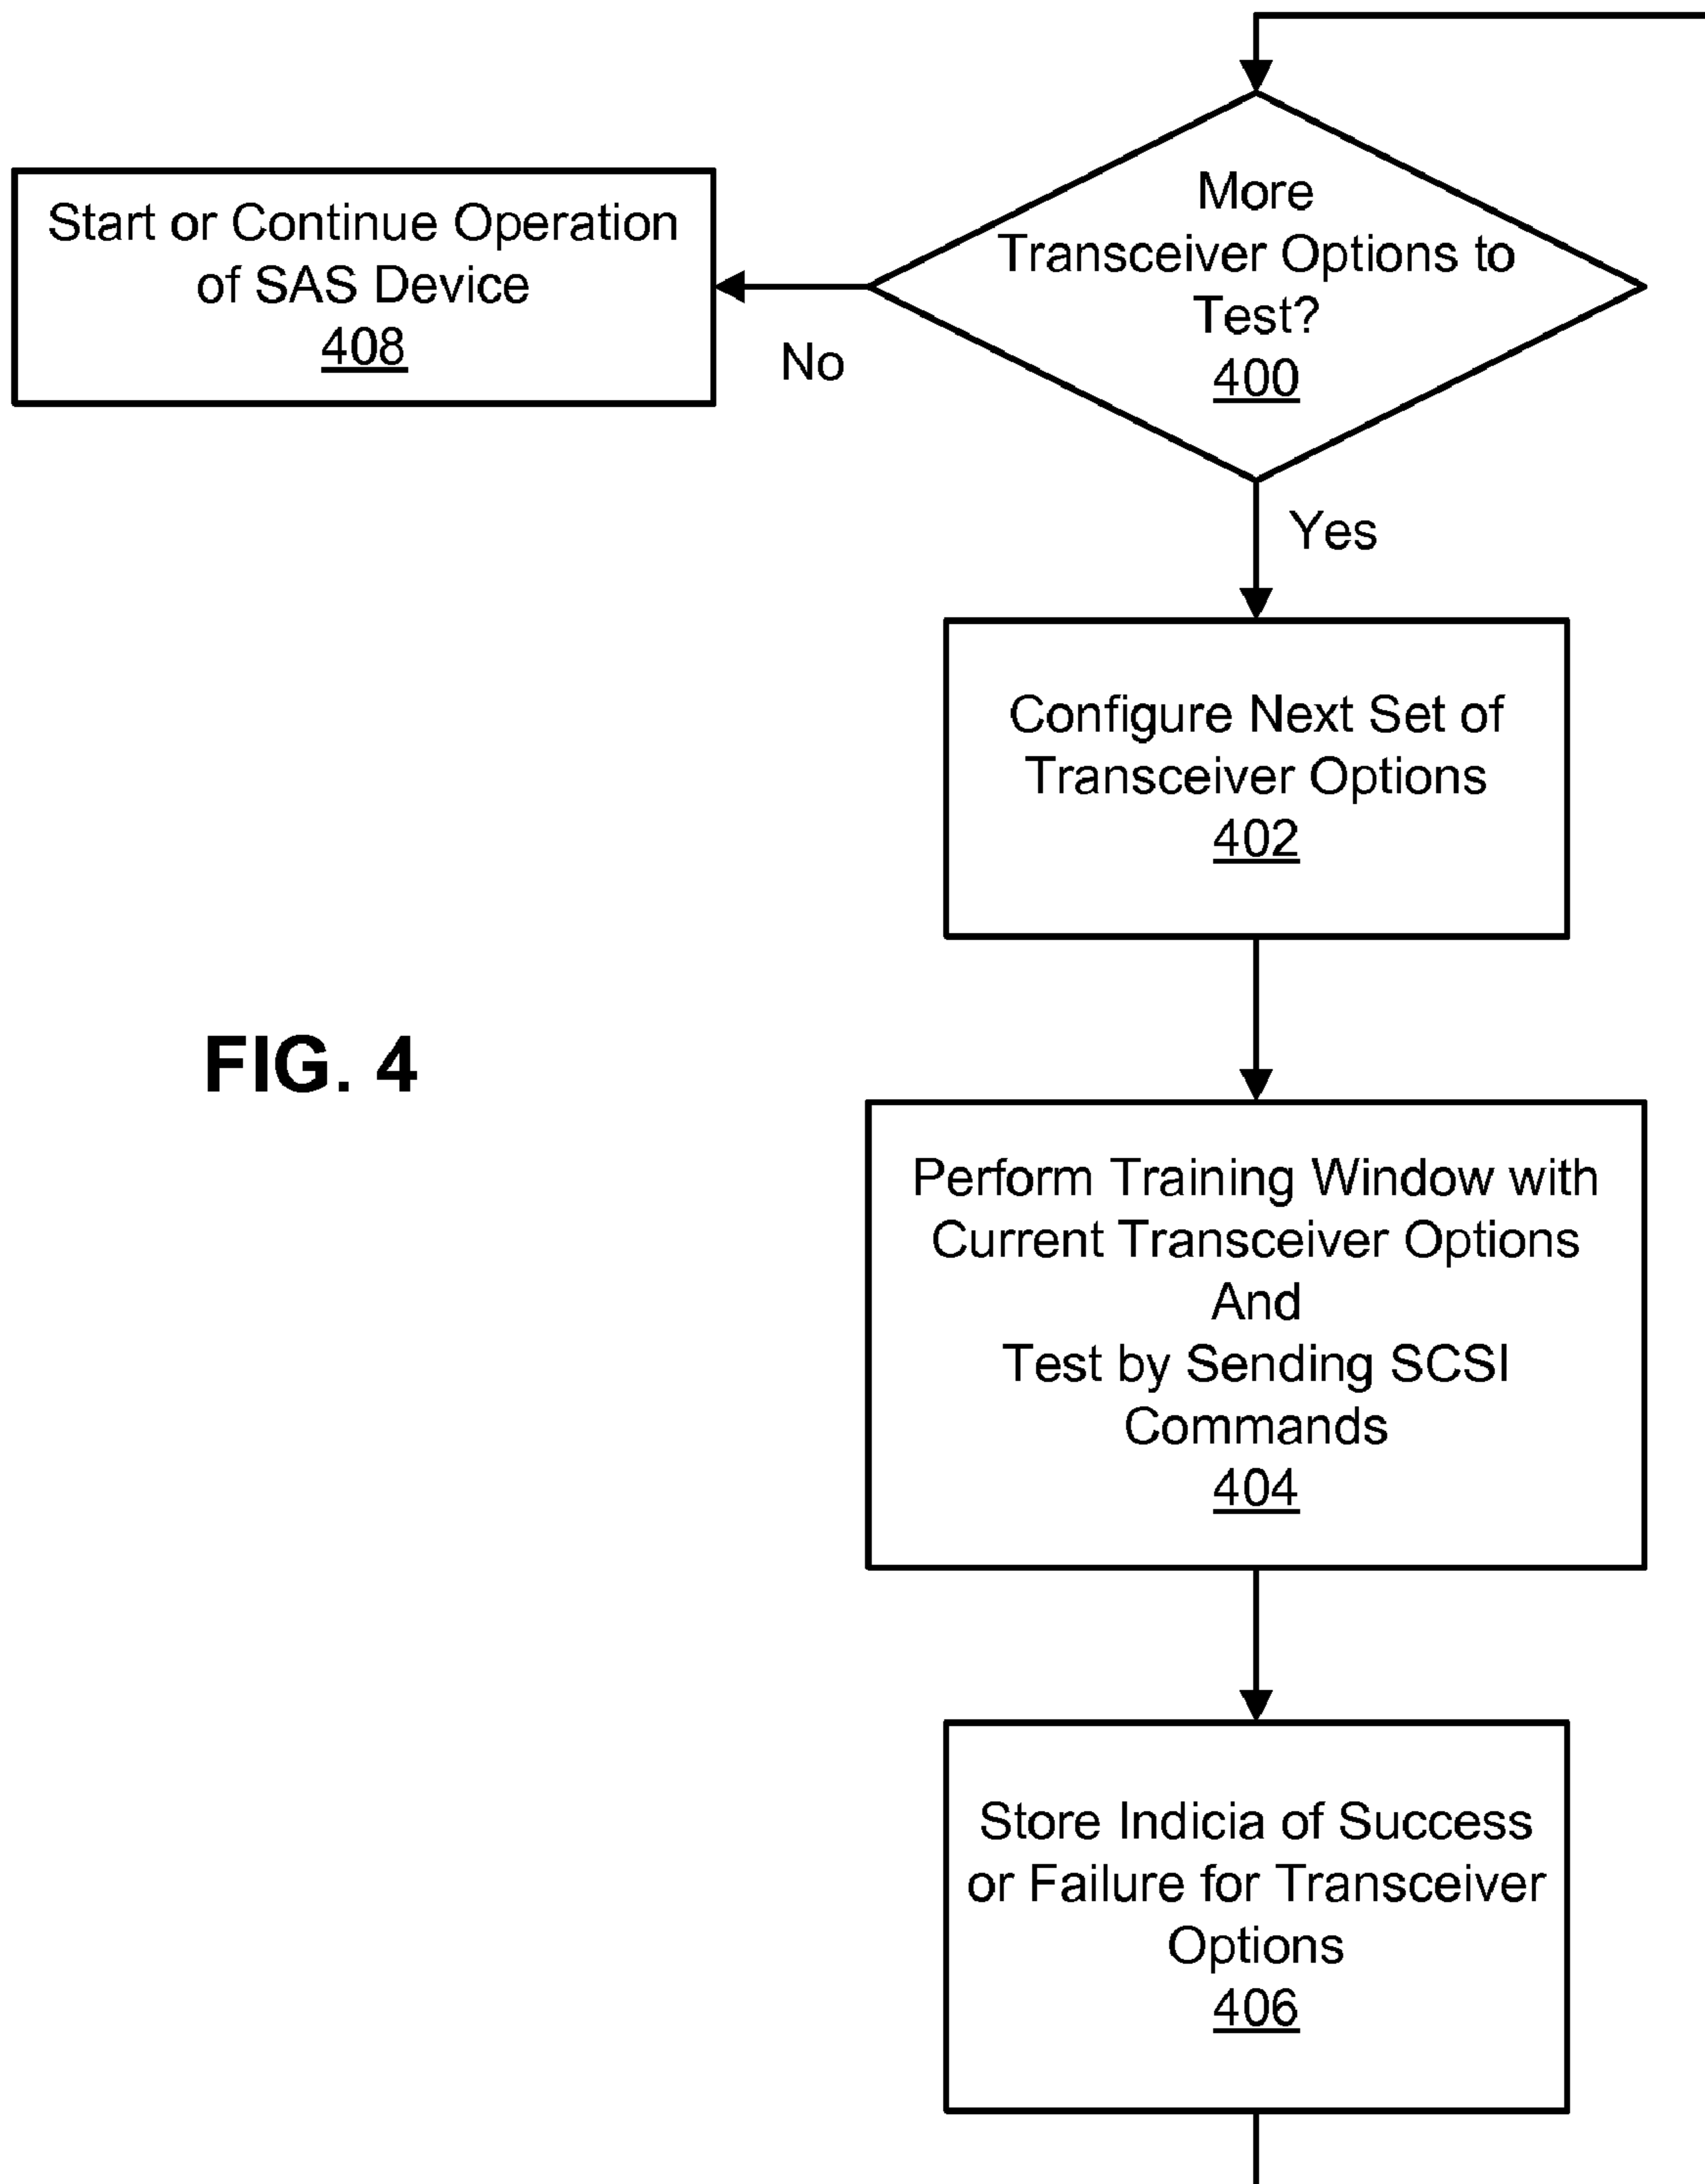 More
Transceiver Options to
Test?
400
Start or Continue Operation
of SAS Device
408
No
Yes
Configure Next Set of
Transceiver Options
402
FIG. 4
Perform Training Window with
Current Transceiver Options
And
Test by Sending SCSI
Commands
404
Store Indicia of Success
or Failure for Transceiver
Options
406